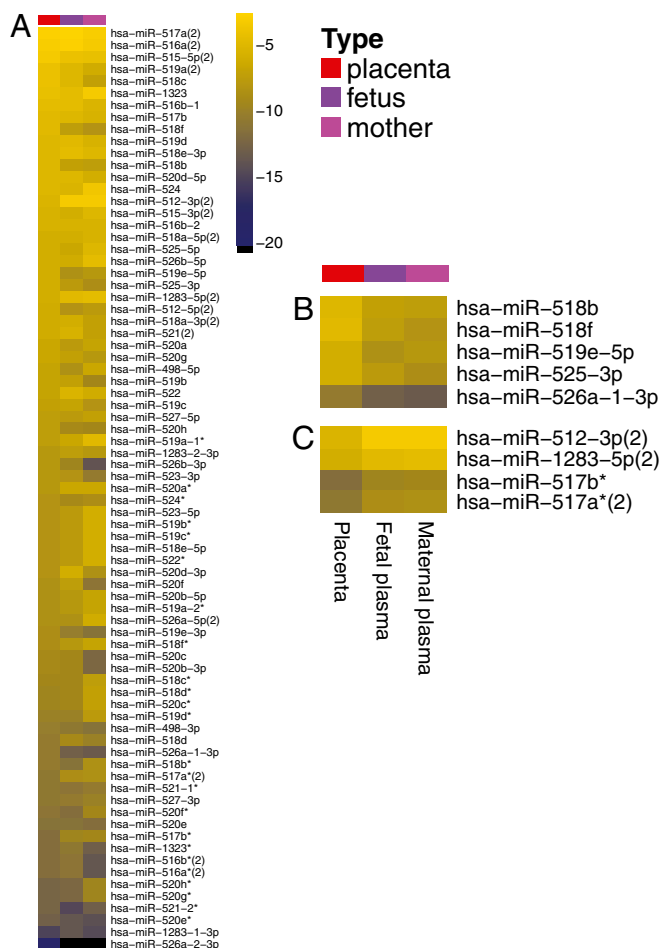 A
hsa−miR−517a(2)
hsa−miR−516a(2)
hsa−miR−515−5p(2)
hsa−miR−519a(2)
hsa−miR−518c
hsa−miR−1323
hsa−miR−516b−1
hsa−miR−517b
hsa−miR−518f
hsa−miR−519d
hsa−miR−518e−3p
hsa−miR−518b
hsa−miR−520d−5p
hsa−miR−524
hsa−miR−512−3p(2)
hsa−miR−515−3p(2)
hsa−miR−516b−2
hsa−miR−518a−5p(2)
hsa−miR−525−5p
hsa−miR−526b−5p
hsa−miR−519e−5p
hsa−miR−525−3p
hsa−miR−1283−5p(2)
hsa−miR−512−5p(2)
hsa−miR−518a−3p(2)
hsa−miR−521(2)
hsa−miR−520a
hsa−miR−520g
hsa−miR−498−5p
hsa−miR−519b
hsa−miR−522
hsa−miR−519c
hsa−miR−527−5p
hsa−miR−520h
hsa−miR−519a−1*
hsa−miR−1283−2−3p
hsa−miR−526b−3p
hsa−miR−523−3p
hsa−miR−520a*
hsa−miR−524*
hsa−miR−523−5p
hsa−miR−519b*
hsa−miR−519c*
hsa−miR−518e−5p
hsa−miR−522*
hsa−miR−520d−3p
hsa−miR−520f
hsa−miR−520b−5p
hsa−miR−519a−2*
hsa−miR−526a−5p(2)
hsa−miR−519e−3p
hsa−miR−518f*
hsa−miR−520c
hsa−miR−520b−3p
hsa−miR−518c*
hsa−miR−518d*
hsa−miR−520c*
hsa−miR−519d*
hsa−miR−498−3p
hsa−miR−518d
hsa−miR−526a−1−3p
hsa−miR−518b*
hsa−miR−517a*(2)
hsa−miR−521−1*
hsa−miR−527−3p
hsa−miR−520f*
hsa−miR−520e
hsa−miR−517b*
hsa−miR−1323*
hsa−miR−516b*(2)
hsa−miR−516a*(2)
hsa−miR−520h*
hsa−miR−520g*
hsa−miR−521−2*
hsa−miR−520e*
hsa−miR−1283−1−3p
hsa−miR−526a−2−3p
−5
−10
−15
−20
Type
placenta
fetus
mother
B
hsa−miR−518b
hsa−miR−518f
hsa−miR−519e−5p
hsa−miR−525−3p
hsa−miR−526a−1−3p
C
hsa−miR−512−3p(2)
hsa−miR−1283−5p(2)
hsa−miR−517b*
hsa−miR−517a*(2)
Placenta
Fetal plasma
Maternal plasma